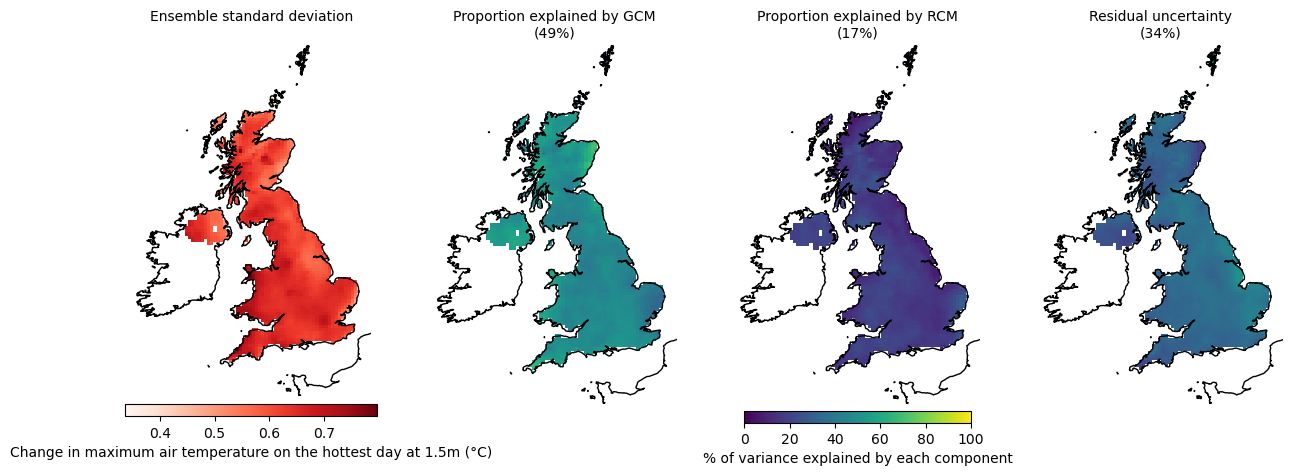 Ensemble standard deviation
Proportion explained by GCM
(49%)
Proportion explained by RCM
(17%)
Residual uncertainty
(34%)
0.4 0.5 0.6 0.7
Change in maximum air temperature on the hottest day at 1.5m (°C)
0 20 40 60 80 100
% of variance explained by each component